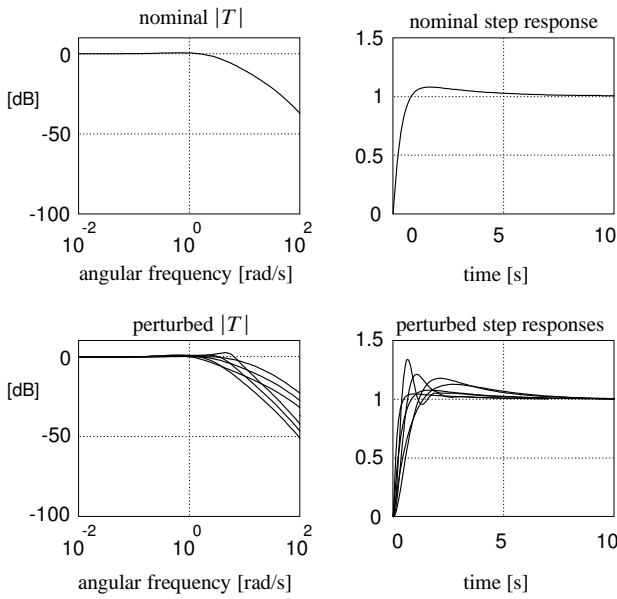 nominal |T|
nominal step response
0
[dB]
-50
-100
10^-2
10^0
10^2
angular frequency [rad/s]
1.5
1
0.5
0
0
5
10
time [s]
perturbed |T|
perturbed step responses
0
[dB]
-50
-100
10^-2
10^0
10^2
angular frequency [rad/s]
1.5
1
0.5
0
0
5
10
time [s]